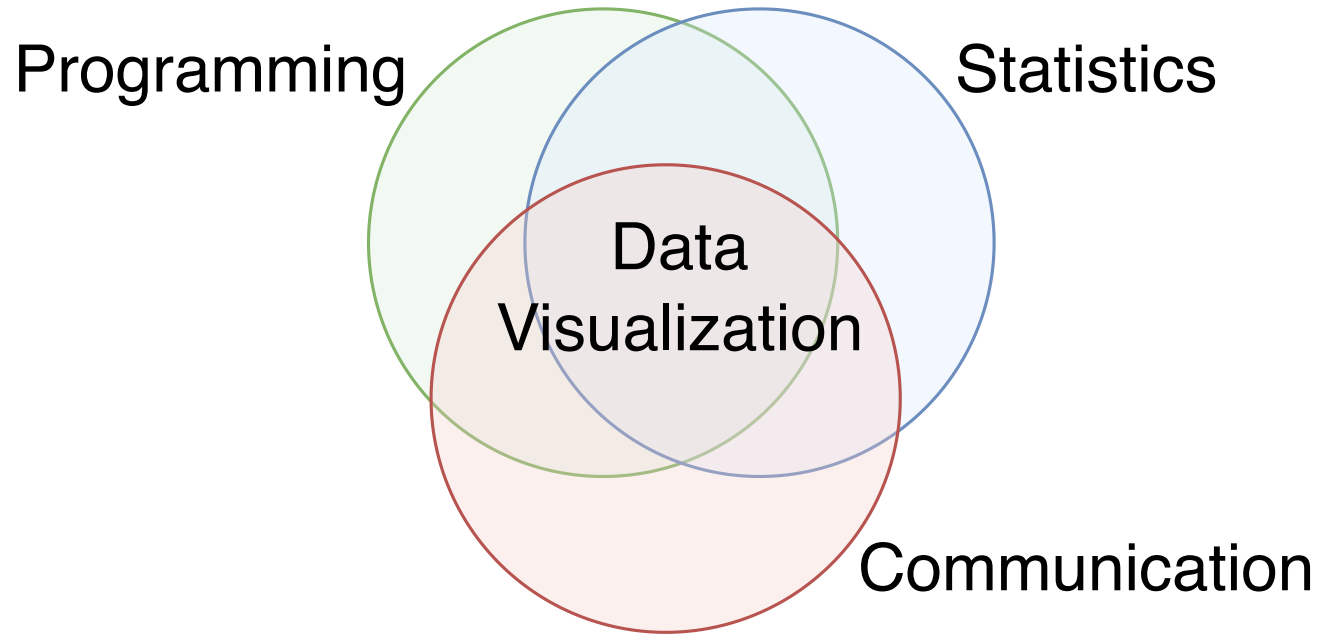 Programming
Statistics
Data
Visualization
Communication